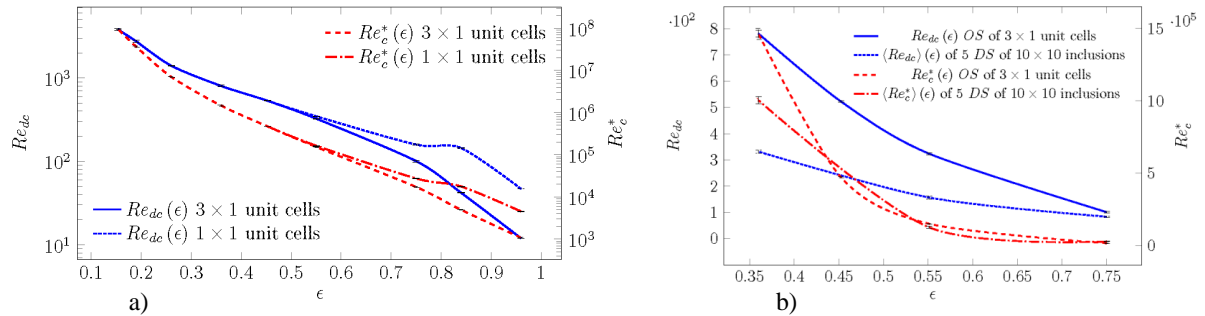 Re*c (ϵ) 3 × 1 unit cells
Re*c (ϵ) 1 × 1 unit cells
Redc (ϵ) 3 × 1 unit cells
Redc (ϵ) 1 × 1 unit cells
Redc
10^3
10^2
10^1
10^8
10^7
10^6
10^5
10^4
10^3
Re*c
0.1 0.2 0.3 0.4 0.5 0.6 0.7 0.8 0.9 1
ϵ
a)
·10^2
·10^5
Redc (ϵ) OS of 3 × 1 unit cells
⟨Redc⟩ (ϵ) of 5 DS of 10 × 10 inclusions
Re*c (ϵ) OS of 3 × 1 unit cells
⟨Re*c⟩ (ϵ) of 5 DS of 10 × 10 inclusions
Redc
8
7
6
5
4
3
2
1
0
15
10
5
0
Re*c
0.35 0.4 0.45 0.5 0.55 0.6 0.65 0.7 0.75
ϵ
b)